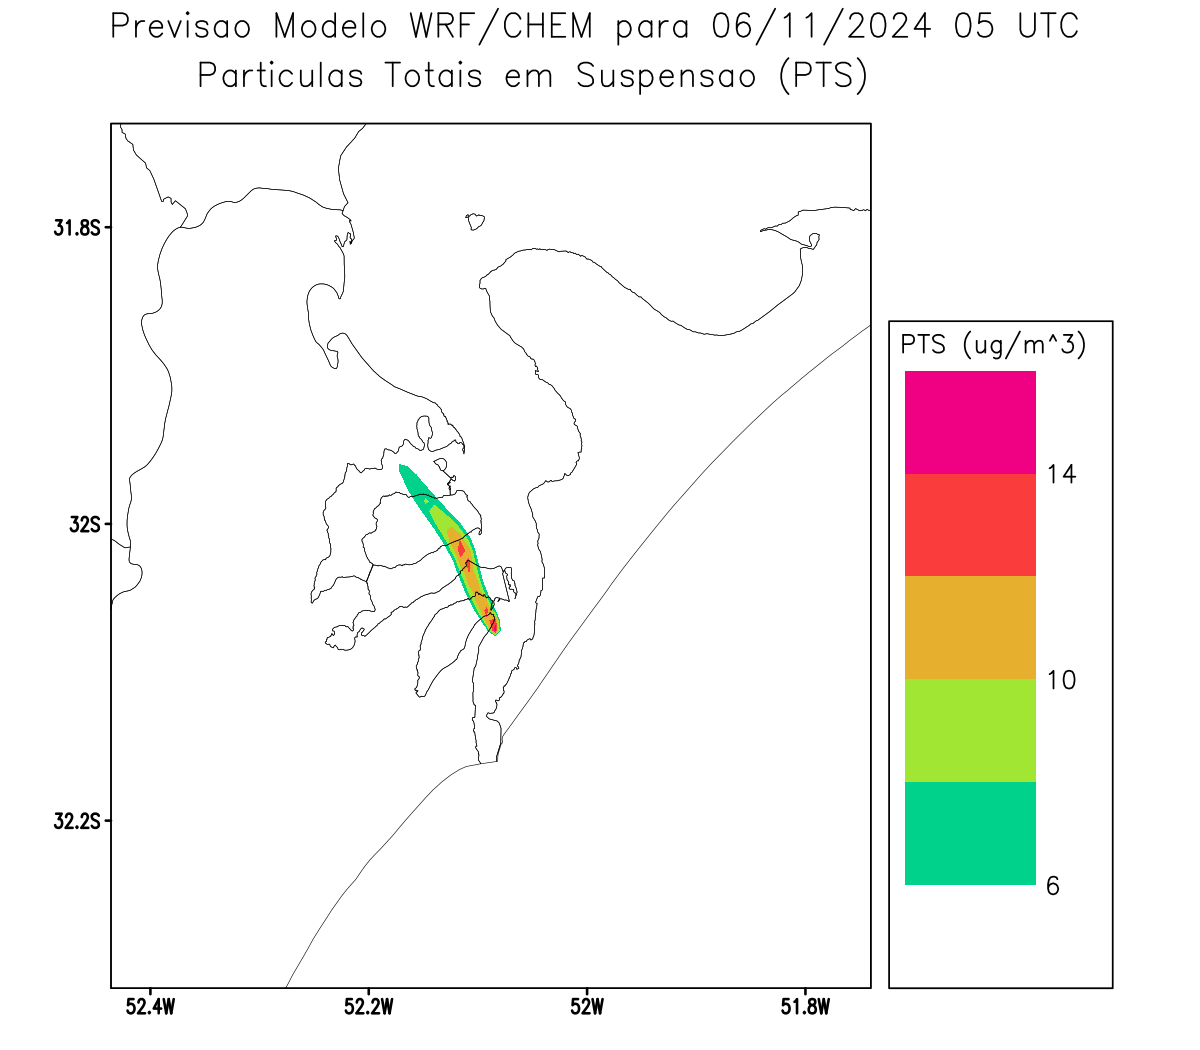 Previsao Modelo WRF/CHEM para 06/11/2024 05 UTC
Particulas Totais em Suspensao (PTS)
31.8S
32S
32.2S
52.4W
52.2W
52W
51.8W
PTS (ug/m^3)
14
10
6